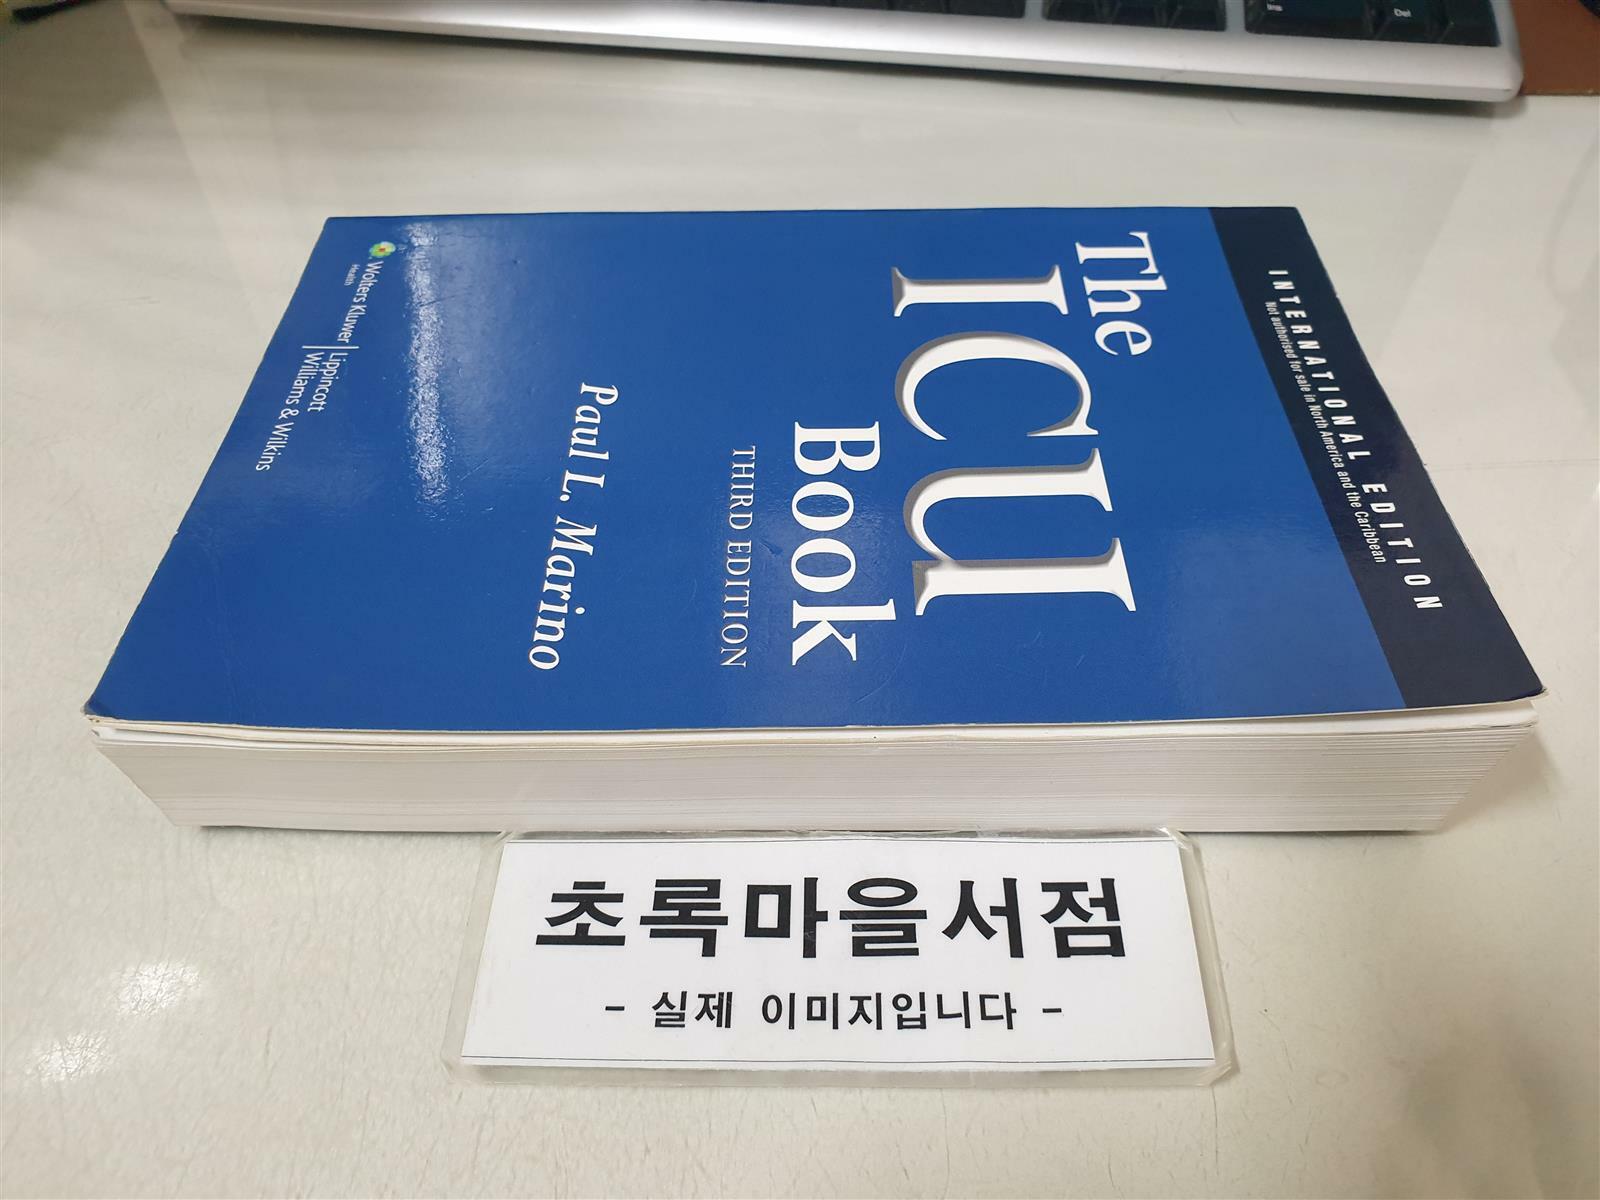 INTERNATIONAL EDITION
Not authorised for sale in North America and the Caribbean
The
ICU
Book
THIRD EDITION
Paul L. Marino
Wolters Kluwer
Health
Lippincott
Williams & Wilkins
초록마을서점
- 실제 이미지입니다 -
Ins
Del